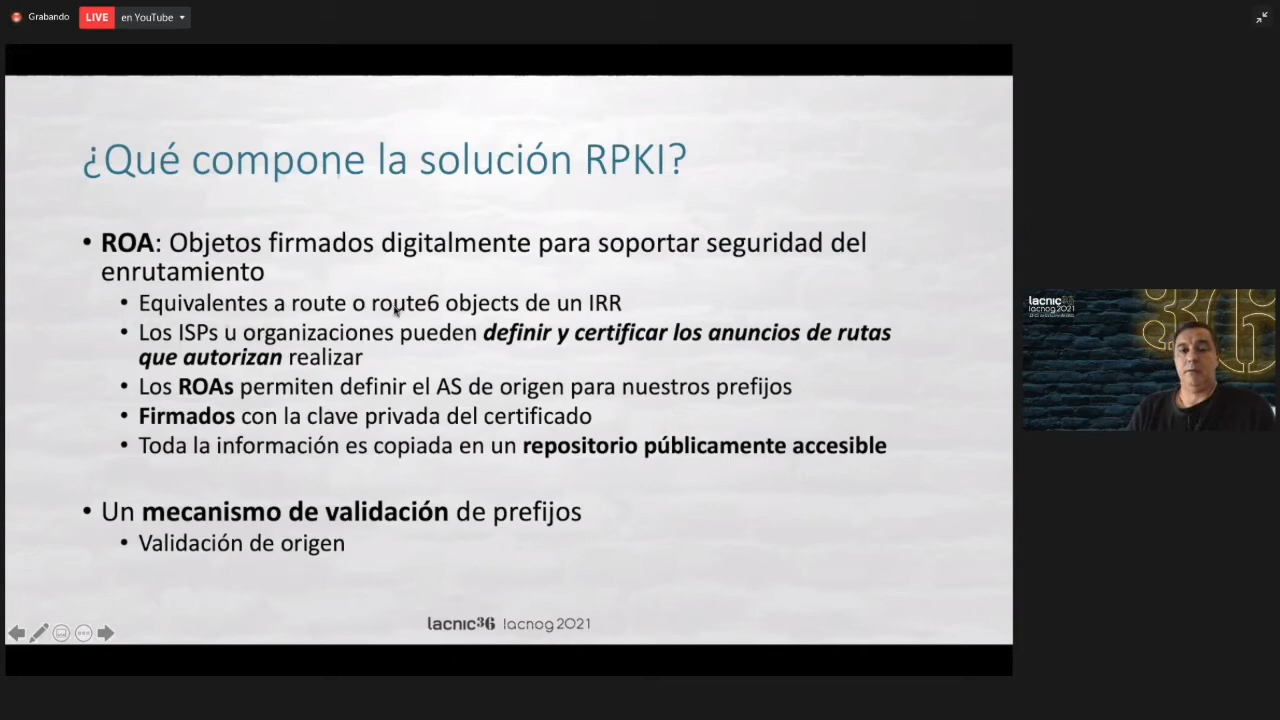 Grabando
LIVE en YouTube
¿Qué compone la solución RPKI?
• ROA: Objetos firmados digitalmente para soportar seguridad del
enrutamiento
• Equivalentes a route o route6 objects de un IRR
• Los ISPs u organizaciones pueden definir y certificar los anuncios de rutas
que autorizan realizar
• Los ROAs permiten definir el AS de origen para nuestros prefijos
• Firmados con la clave privada del certificado
• Toda la información es copiada en un repositorio públicamente accesible
• Un mecanismo de validación de prefijos
• Validación de origen
lacnic36 lacnog2021
lacnic36
lacnog2021
36